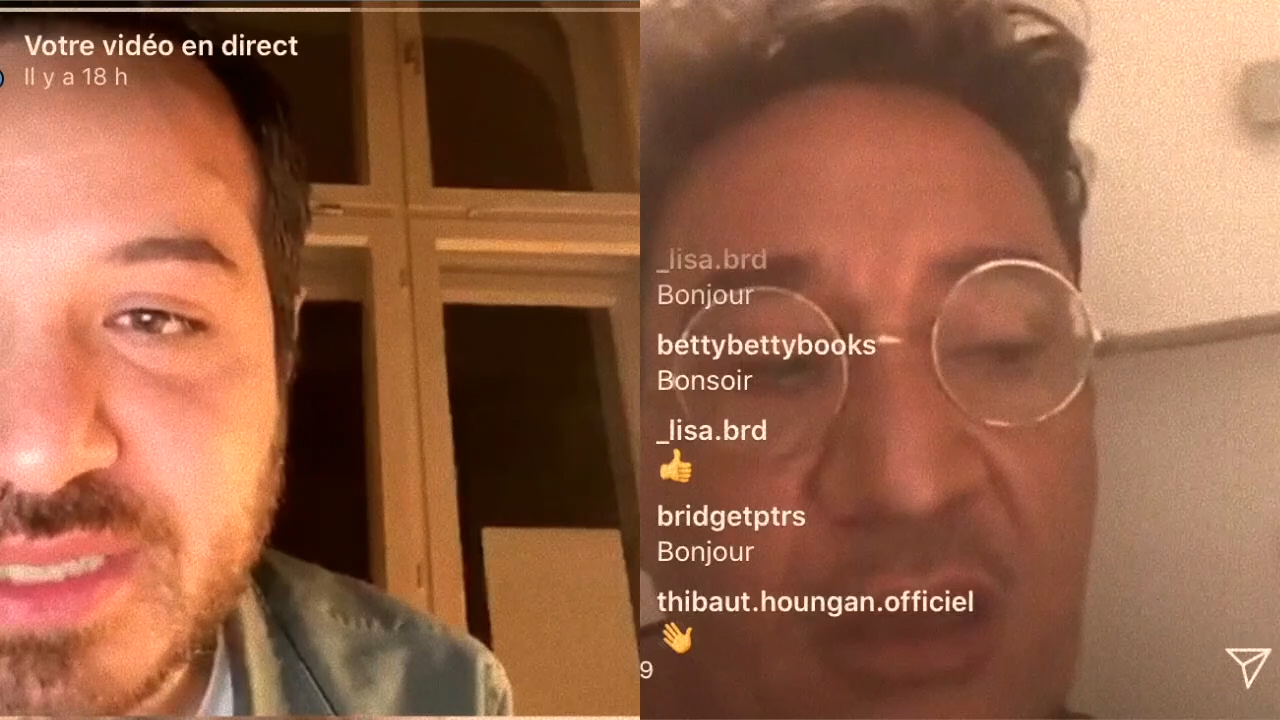 Votre vidéo en direct
Il y a 18 h
_lisa.brd
Bonjour
bettybettybooks
Bonsoir
_lisa.brd
👍
bridgetptrs
Bonjour
thibaut.houngan.officiel
👋
9